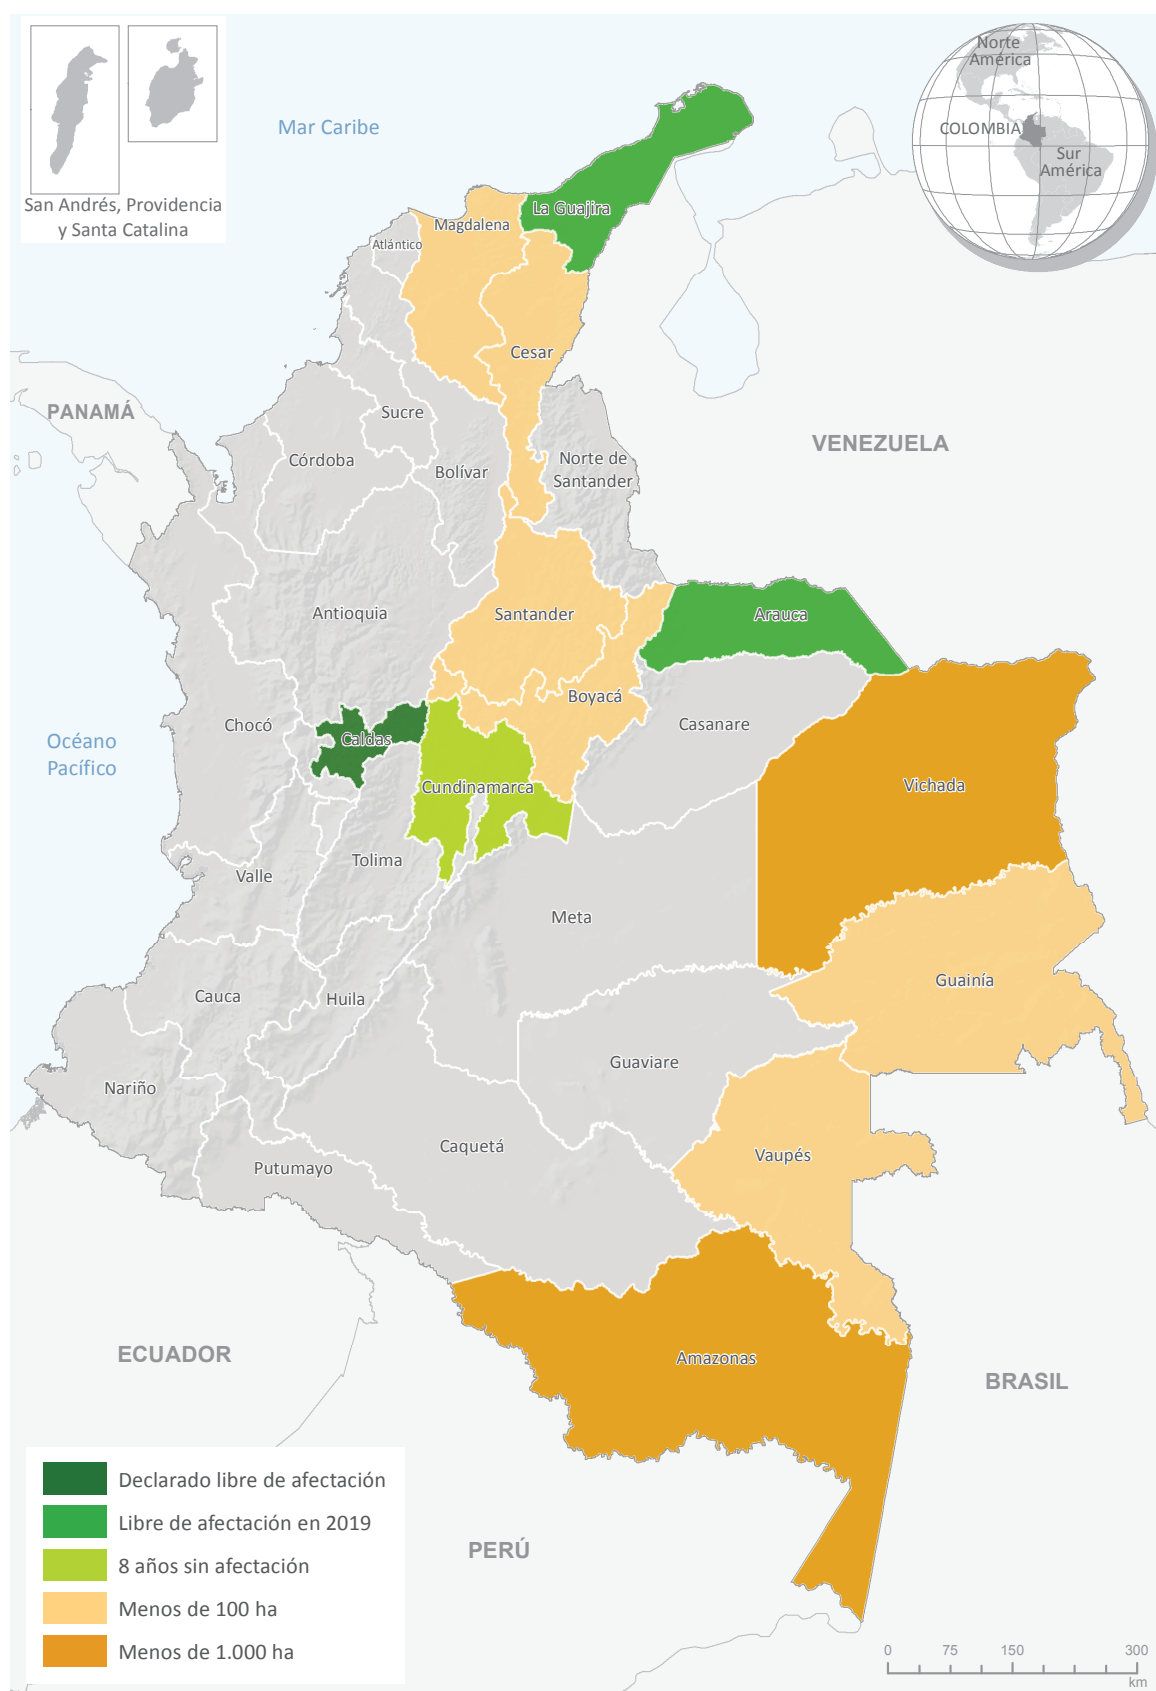 San Andrés, Providencia
y Santa Catalina
Mar Caribe
Norte
América
COLOMBIA
Sur
América
La Guajira
Magdalena
Atlántico
Cesar
PANAMÁ
Sucre
VENEZUELA
Córdoba
Bolívar
Norte de
Santander
Antioquia
Santander
Arauca
Boyacá
Chocó
Casanare
Caldas
Océano
Pacífico
Cundinamarca
Vichada
Tolima
Valle
Meta
Guainía
Cauca
Huila
Guaviare
Nariño
Caquetá
Vaupés
Putumayo
ECUADOR
Amazonas
BRASIL
Declarado libre de afectación
Libre de afectación en 2019
8 años sin afectación
Menos de 100 ha
Menos de 1.000 ha
PERÚ
0 75 150 300
km